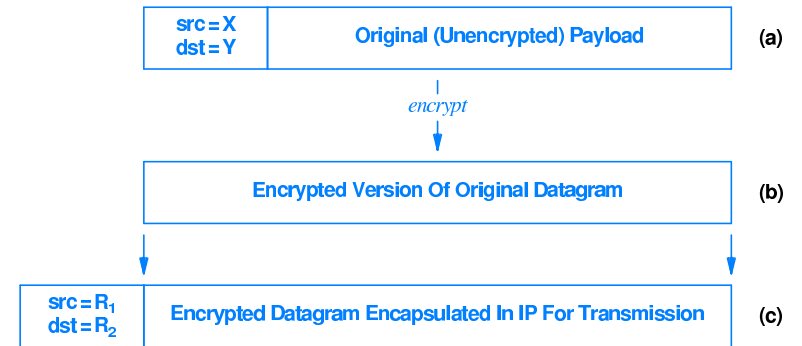 src = X
dst = Y
Original (Unencrypted) Payload
(a)
encrypt
Encrypted Version Of Original Datagram
(b)
src = R1
dst = R2
Encrypted Datagram Encapsulated In IP For Transmission
(c)